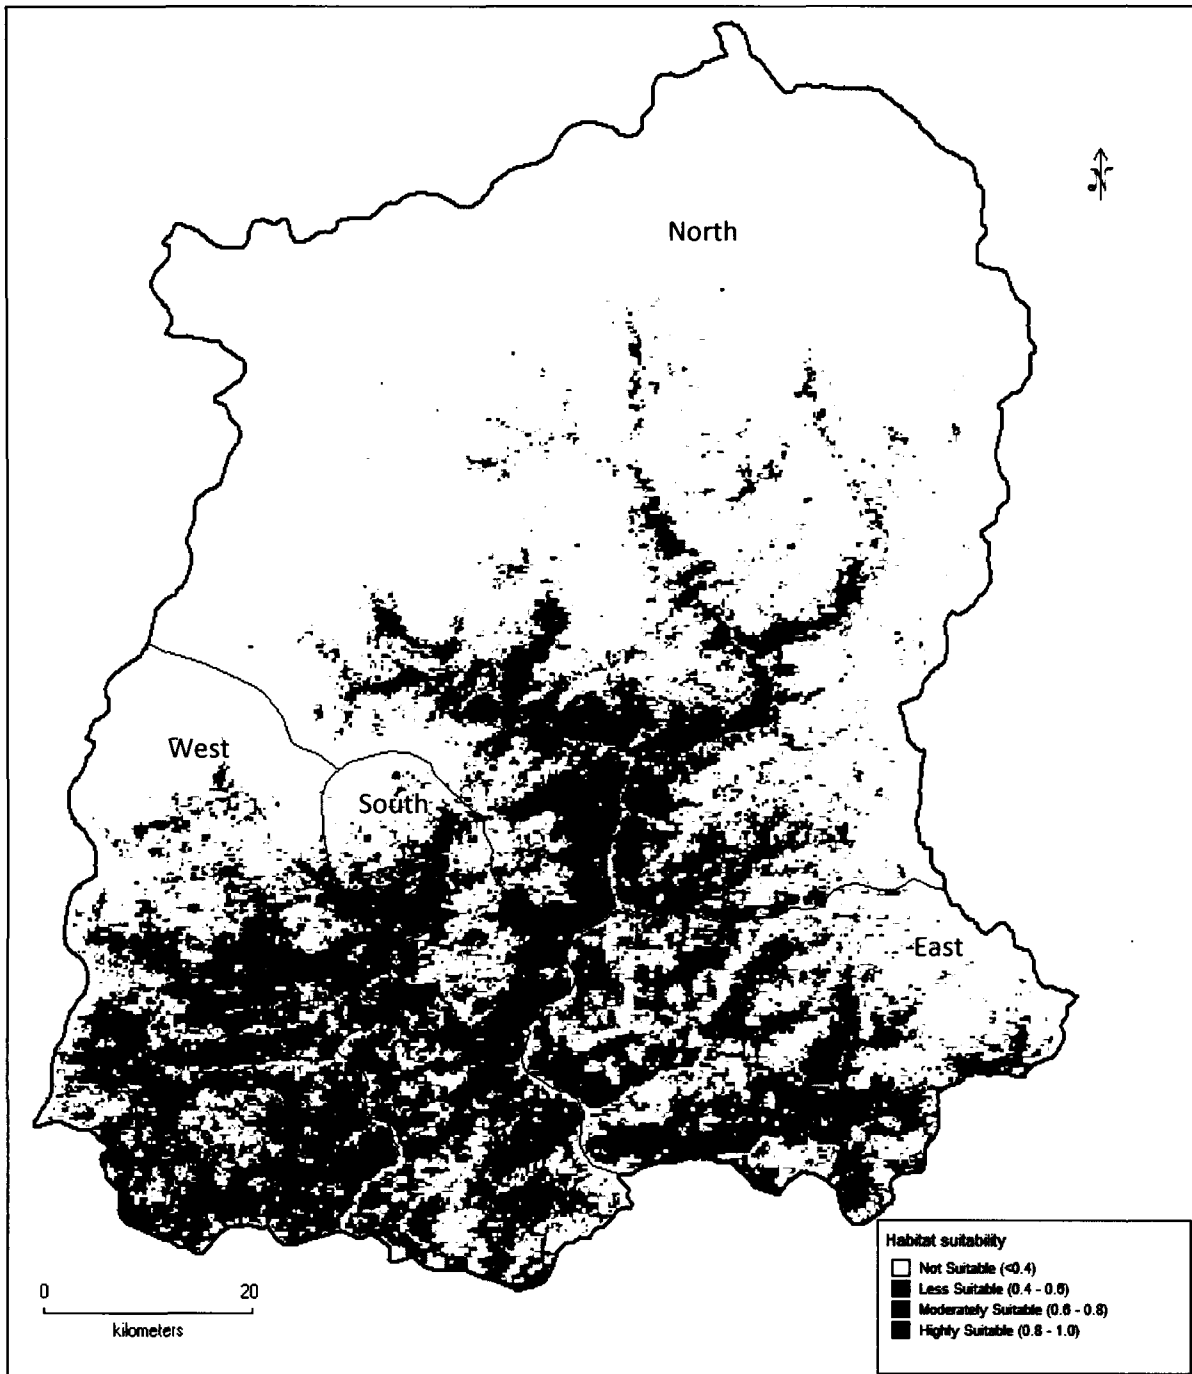 North
West
South
East
Habitat suitability
Not Suitable (<0.4)
Less Suitable (0.4 - 0.6)
Moderately Suitable (0.6 - 0.8)
Highly Suitable (0.8 - 1.0)
0 20
kilometers